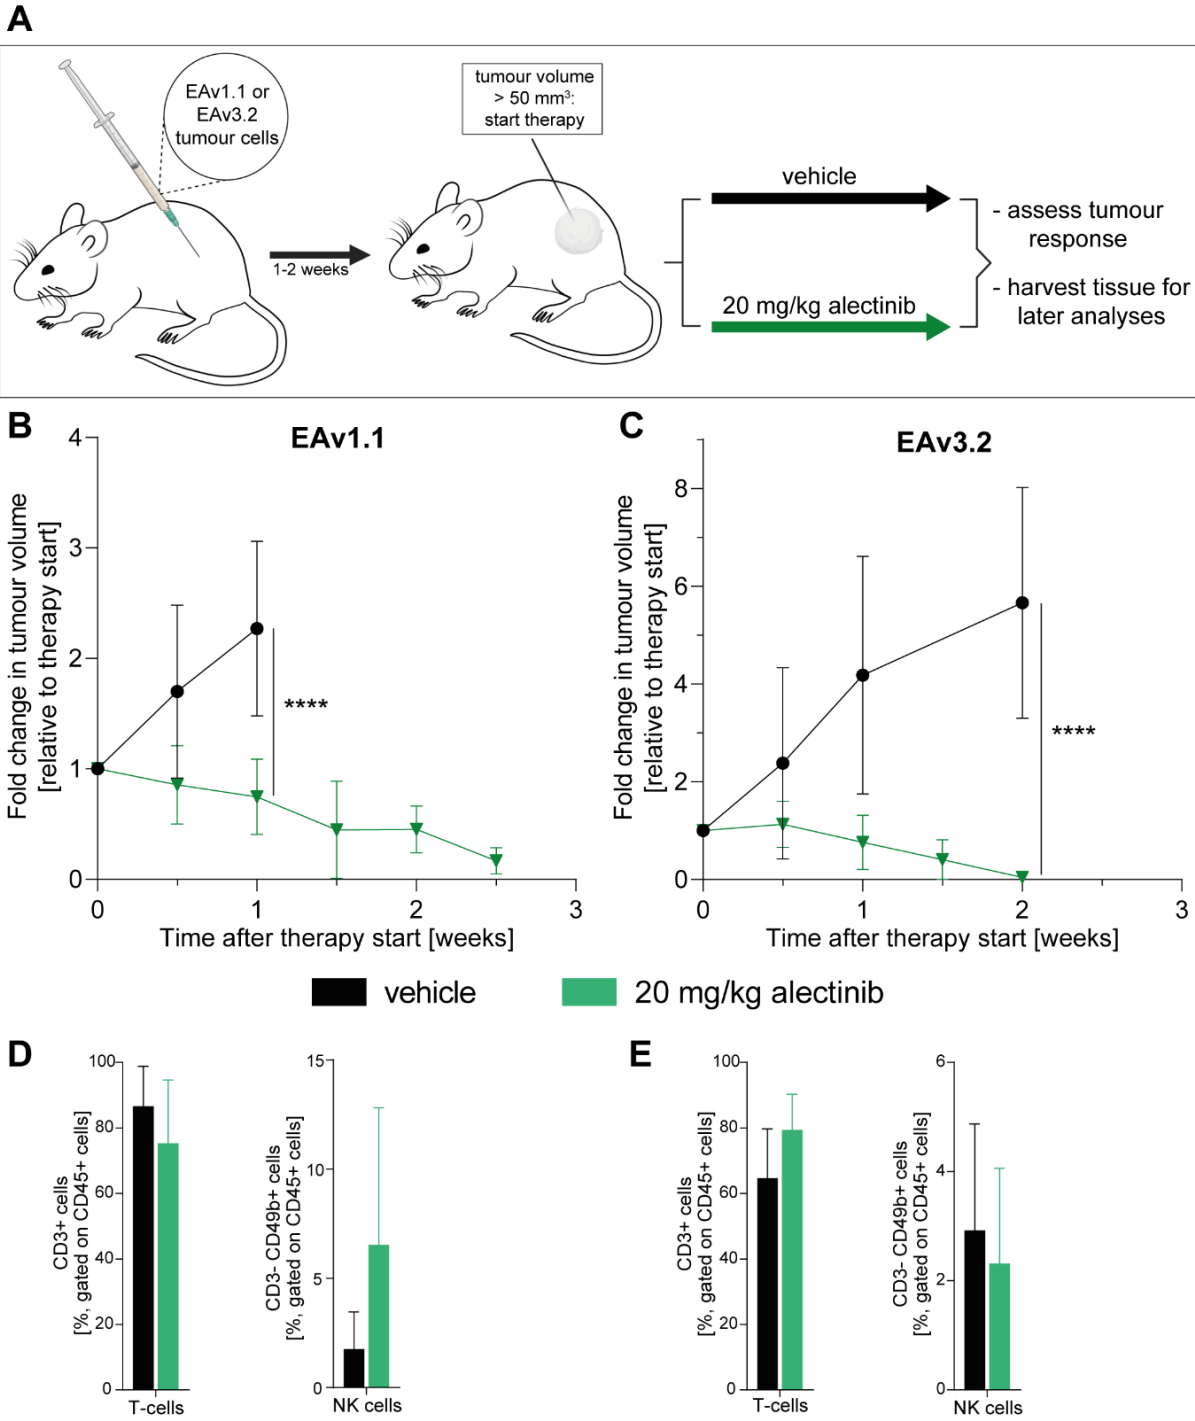 A
EAv1.1 or
EAv3.2
tumour cells
1-2 weeks
tumour volume
> 50 mm³:
start therapy
vehicle
20 mg/kg alectinib
- assess tumour
response
- harvest tissue for
later analyses
B
EAv1.1
Fold change in tumour volume
[relative to therapy start]
4
3
2
1
0
****
0
1
2
3
Time after therapy start [weeks]
C
EAv3.2
Fold change in tumour volume
[relative to therapy start]
8
6
4
2
0
****
0
1
2
3
Time after therapy start [weeks]
vehicle
20 mg/kg alectinib
D
CD3+ cells
[%, gated on CD45+ cells]
100
80
60
40
20
0
T-cells
CD3- CD49b+ cells
[%, gated on CD45+ cells]
15
10
5
0
NK cells
E
CD3+ cells
[%, gated on CD45+ cells]
100
80
60
40
20
0
T-cells
CD3- CD49b+ cells
[%, gated on CD45+ cells]
6
4
2
0
NK cells